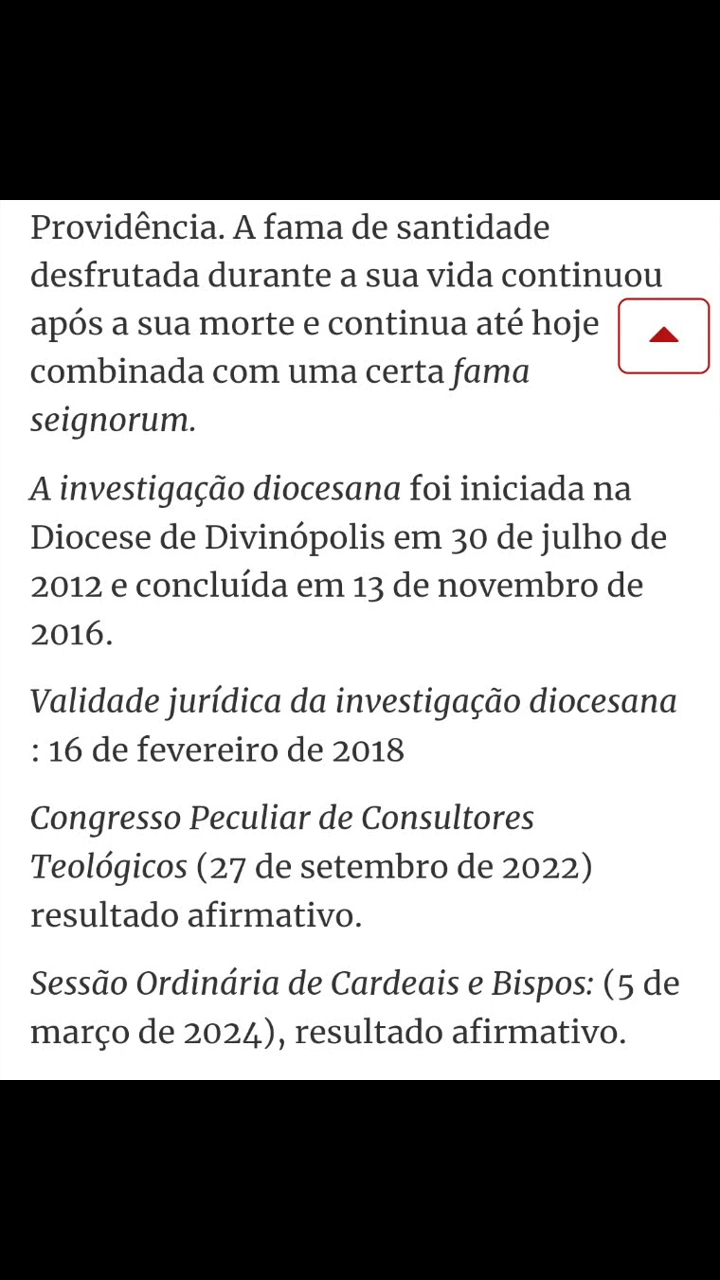 Providência. A fama de santidade
desfrutada durante a sua vida continuou
após a sua morte e continua até hoje
combinada com uma certa fama
seignorum.
A investigação diocesana foi iniciada na
Diocese de Divinópolis em 30 de julho de
2012 e concluída em 13 de novembro de
2016.
Validade jurídica da investigação diocesana
: 16 de fevereiro de 2018
Congresso Peculiar de Consultores
Teológicos (27 de setembro de 2022)
resultado afirmativo.
Sessão Ordinária de Cardeais e Bispos: (5 de
março de 2024), resultado afirmativo.